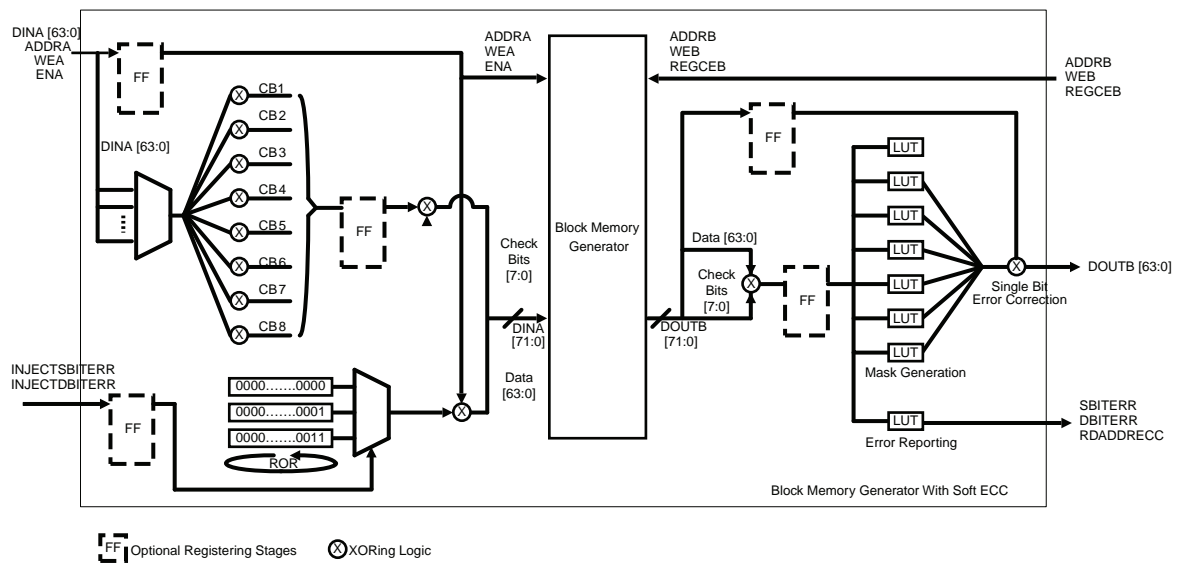 DINA [63:0]
ADDRA
WEA
ENA
FF
DINA [63:0]
CB1
CB2
CB3
CB4
CB5
CB6
CB7
CB8
X
X
X
X
X
X
X
X
FF
X
ADDRA
WEA
ENA
Check
Bits
[7:0]
DINA
[71:0]
Data
[63:0]
INJECTSBITERR
INJECTDBITERR
FF
0000.......0000
0000.......0001
0000.......0011
ROR
X
Block Memory
Generator
ADDRB
WEB
REGCEB
ADDRB
WEB
REGCEB
FF
Data [63:0]
Check
Bits
[7:0]
X
DOUTB
[71:0]
FF
LUT
LUT
LUT
LUT
LUT
LUT
LUT
Mask Generation
LUT
Error Reporting
X
Single Bit
Error Correction
DOUTB [63:0]
SBITERR
DBITERR
RDADDRECC
Block Memory Generator With Soft ECC
FF Optional Registering Stages
X XORing Logic